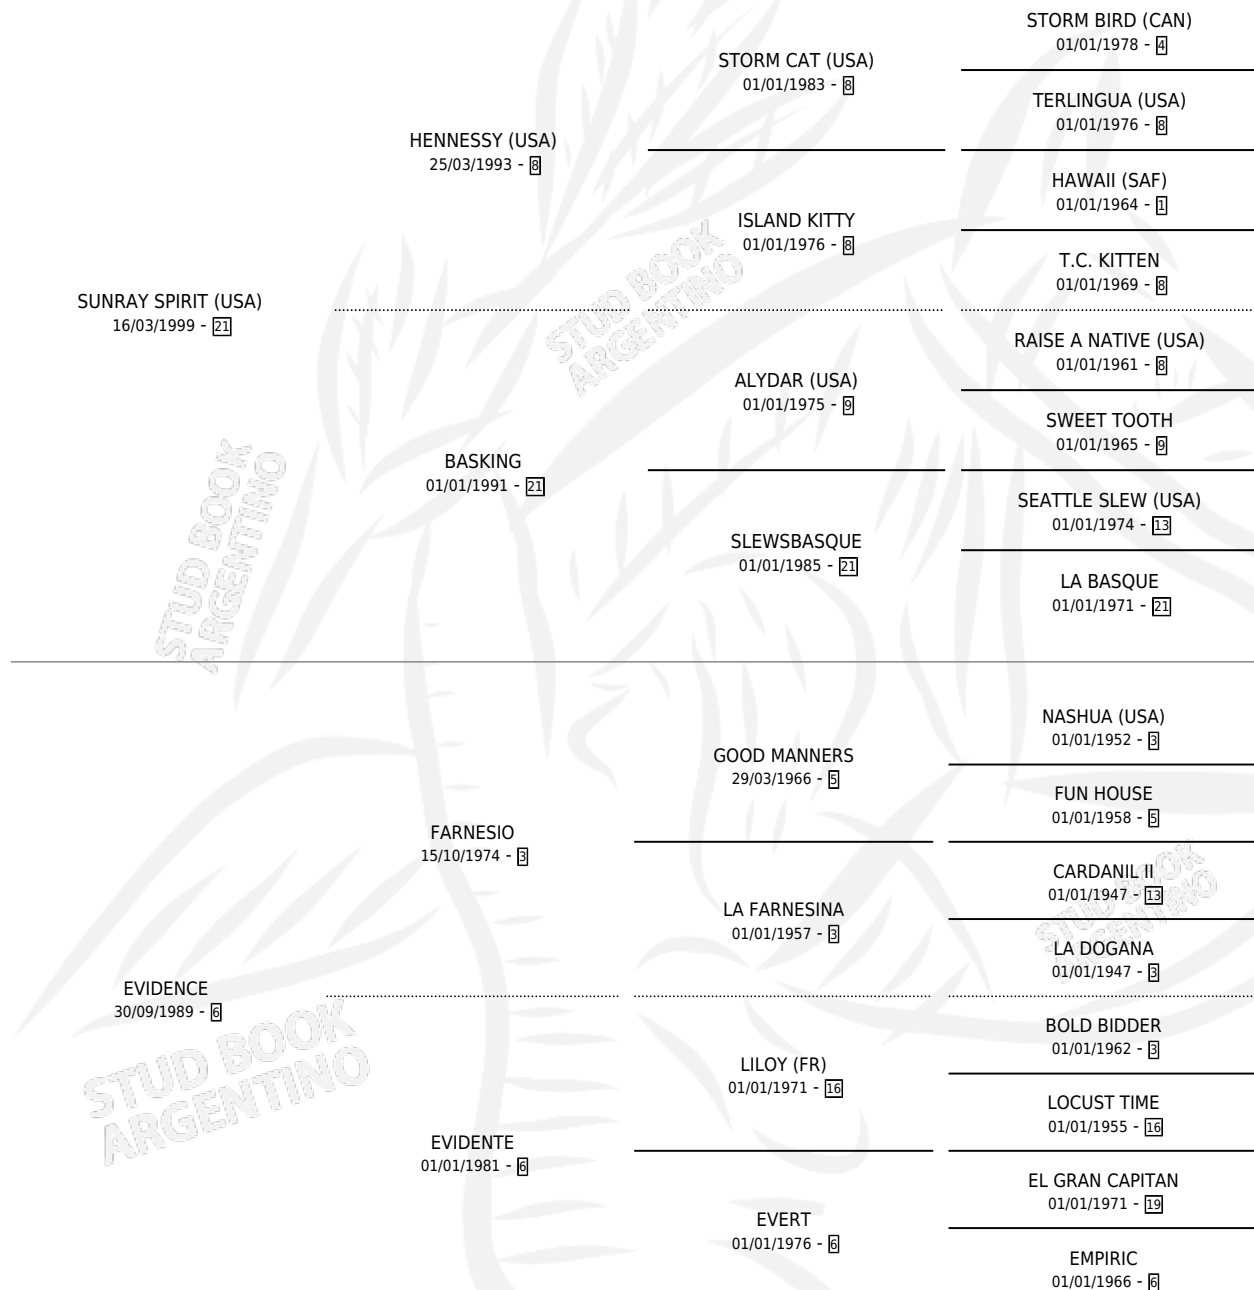 STORM BIRD (CAN)
01/01/1978 - 4
STORM CAT (USA)
01/01/1983 - 8
TERLINGUA (USA)
01/01/1976 - 8
HENNESSY (USA)
25/03/1993 - 8
HAWAII (SAF)
01/01/1964 - 1
ISLAND KITTY
01/01/1976 - 8
T.C. KITTEN
01/01/1969 - 8
SUNRAY SPIRIT (USA)
16/03/1999 - 21
RAISE A NATIVE (USA)
01/01/1961 - 8
ALYDAR (USA)
01/01/1975 - 9
SWEET TOOTH
01/01/1965 - 9
BASKING
01/01/1991 - 21
SEATTLE SLEW (USA)
01/01/1974 - 13
SLEWSBASQUE
01/01/1985 - 21
LA BASQUE
01/01/1971 - 21
NASHUA (USA)
01/01/1952 - 3
GOOD MANNERS
29/03/1966 - 5
FUN HOUSE
01/01/1958 - 5
FARNESIO
15/10/1974 - 3
CARDANIL II
01/01/1947 - 13
LA FARNESINA
01/01/1957 - 3
LA DOGANA
01/01/1947 - 3
EVIDENCE
30/09/1989 - 6
BOLD BIDDER
01/01/1962 - 3
LILOY (FR)
01/01/1971 - 16
LOCUST TIME
01/01/1955 - 16
EVIDENTE
01/01/1981 - 6
EL GRAN CAPITAN
01/01/1971 - 19
EVERT
01/01/1976 - 6
EMPIRIC
01/01/1966 - 6
STUD BOOK
ARGENTINO
STUD BOOK
ARGENTINO
STUD BOOK
ARGENTINO
STUD BOOK
ARGENTINO